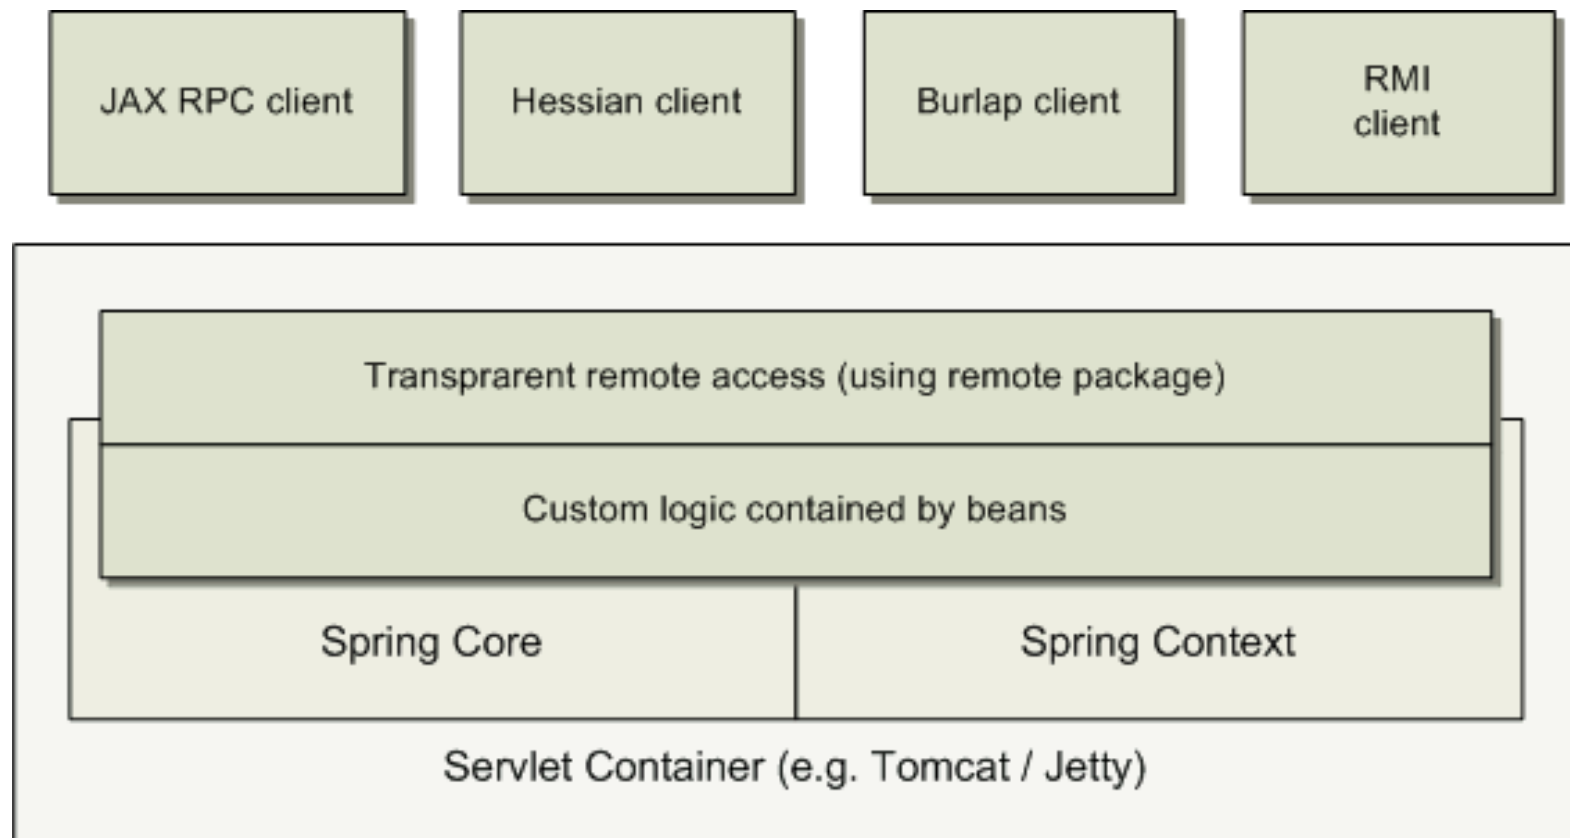 JAX RPC client
Hessian client
Burlap client
RMI
client
Transprarent remote access (using remote package)
Custom logic contained by beans
Spring Core
Spring Context
Servlet Container (e.g. Tomcat / Jetty)